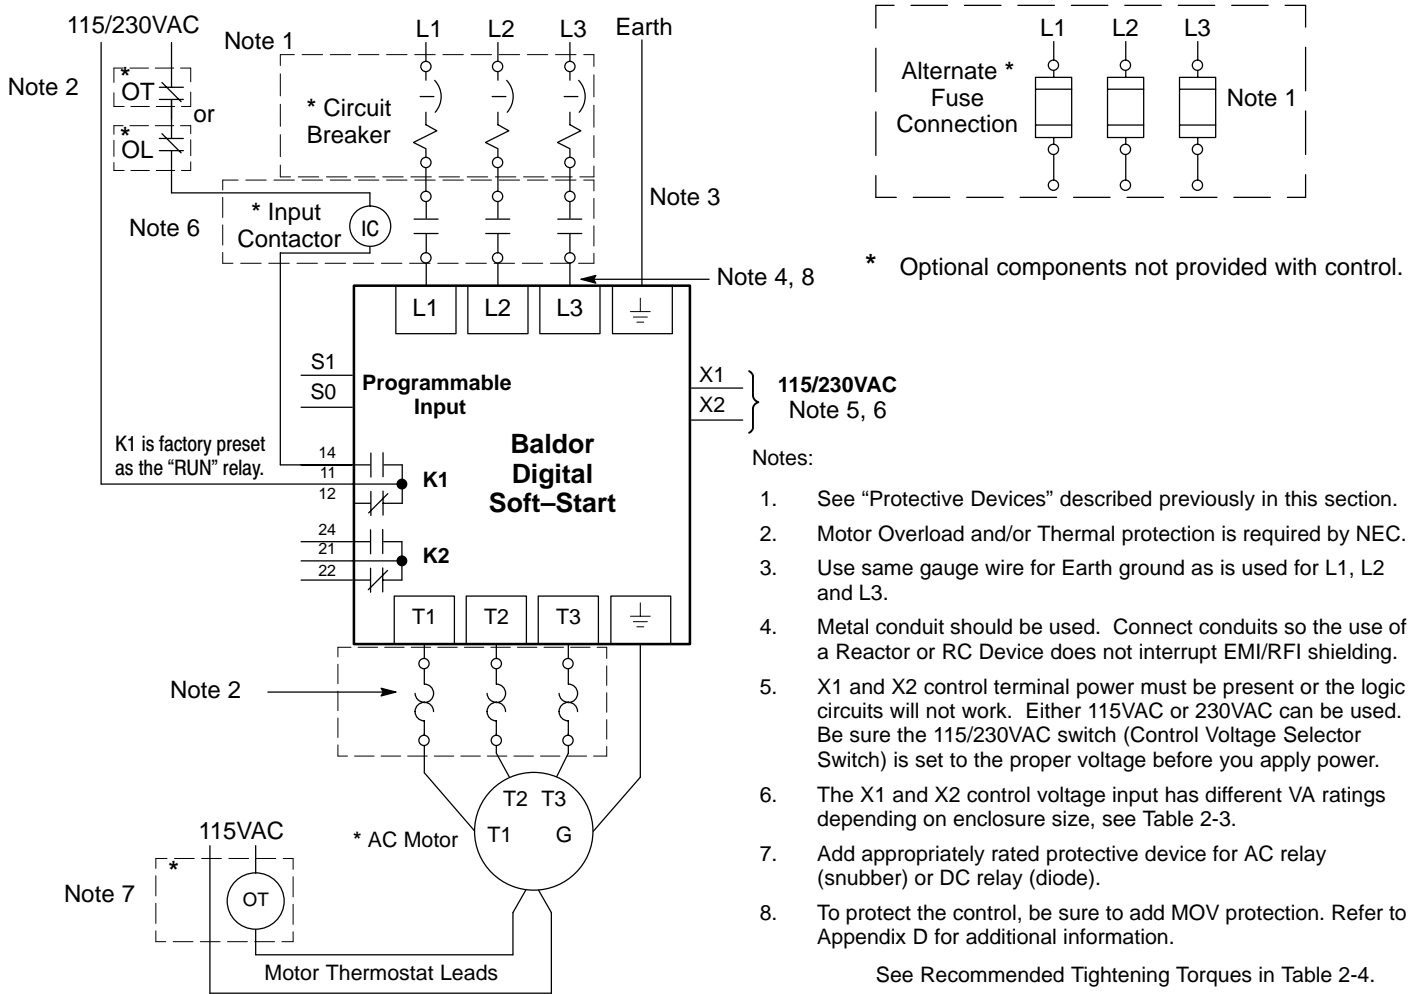 115/230VAC
Note 1
L1 L2 L3 Earth
Note 2
*
OT
or
*
OL
* Circuit
Breaker
Note 6
* Input
Contactor
IC
Note 3
Note 4, 8
L1 L2 L3
Alternate *
Fuse
Connection
Note 1
* Optional components not provided with control.
L1 L2 L3
S1
S0
Programmable
Input
X1
X2
115/230VAC
Note 5, 6
K1 is factory preset
as the “RUN” relay.
14
11
12
K1
24
21
22
K2
Baldor
Digital
Soft–Start
T1 T2 T3
Note 2
T2 T3
T1 G
* AC Motor
115VAC
*
Note 7
OT
Motor Thermostat Leads
Notes:
1. See “Protective Devices” described previously in this section.
2. Motor Overload and/or Thermal protection is required by NEC.
3. Use same gauge wire for Earth ground as is used for L1, L2
and L3.
4. Metal conduit should be used. Connect conduits so the use of
a Reactor or RC Device does not interrupt EMI/RFI shielding.
5. X1 and X2 control terminal power must be present or the logic
circuits will not work. Either 115VAC or 230VAC can be used.
Be sure the 115/230VAC switch (Control Voltage Selector
Switch) is set to the proper voltage before you apply power.
6. The X1 and X2 control voltage input has different VA ratings
depending on enclosure size, see Table 2-3.
7. Add appropriately rated protective device for AC relay
(snubber) or DC relay (diode).
8. To protect the control, be sure to add MOV protection. Refer to
Appendix D for additional information.
See Recommended Tightening Torques in Table 2-4.